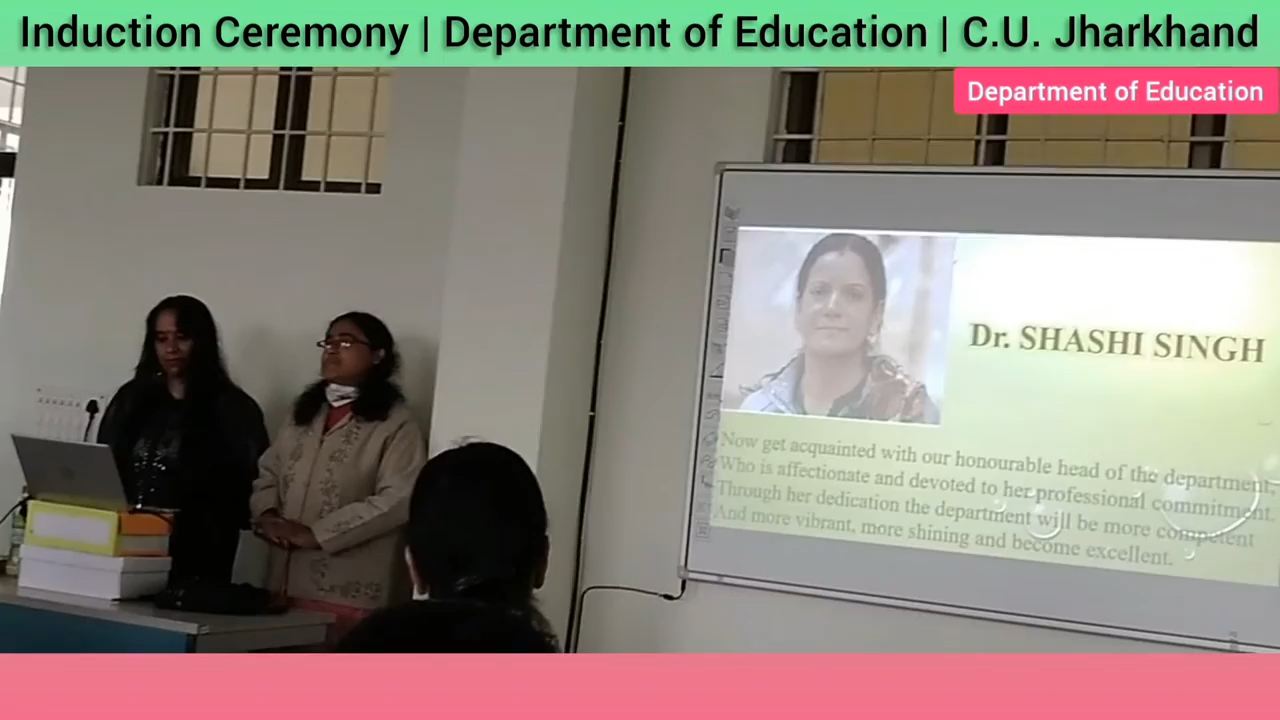 Induction Ceremony | Department of Education | C.U. Jharkhand
Department of Education
Dr. SHASHI SINGH
Now get acquainted with our honourable head of the department,
Who is affectionate and devoted to her professional commitment.
Through her dedication the department will be more competent
And more vibrant, more shining and become excellent.